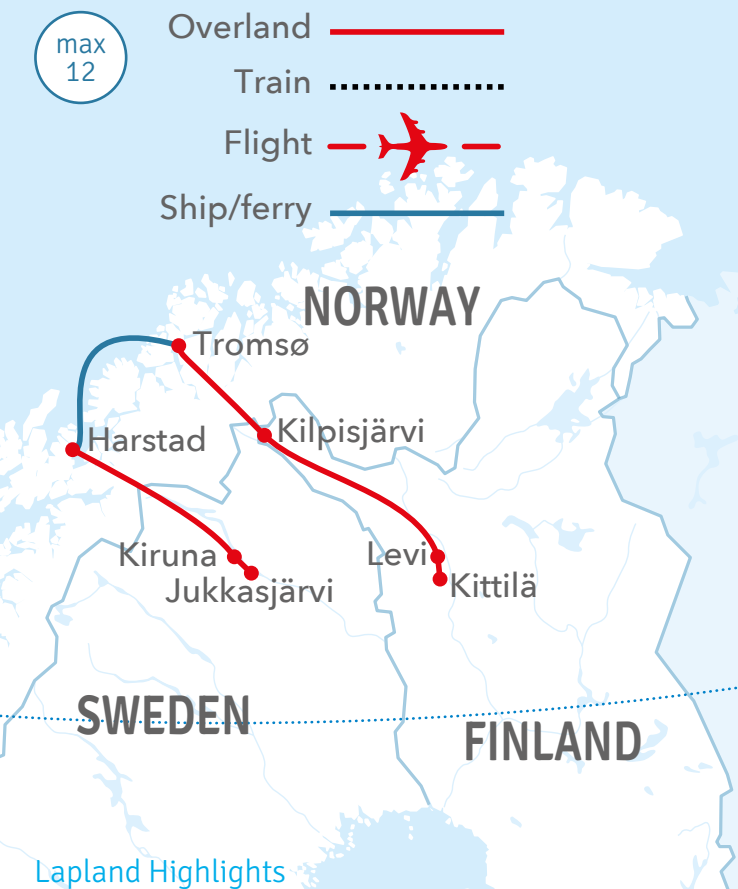 max
12
Overland
Train
Flight
Ship/ferry
NORWAY
Tromsø
Harstad
Kilpisjärvi
Kiruna
Levi
Jukkasjärvi
Kittilä
SWEDEN
FINLAND
Lapland Highlights